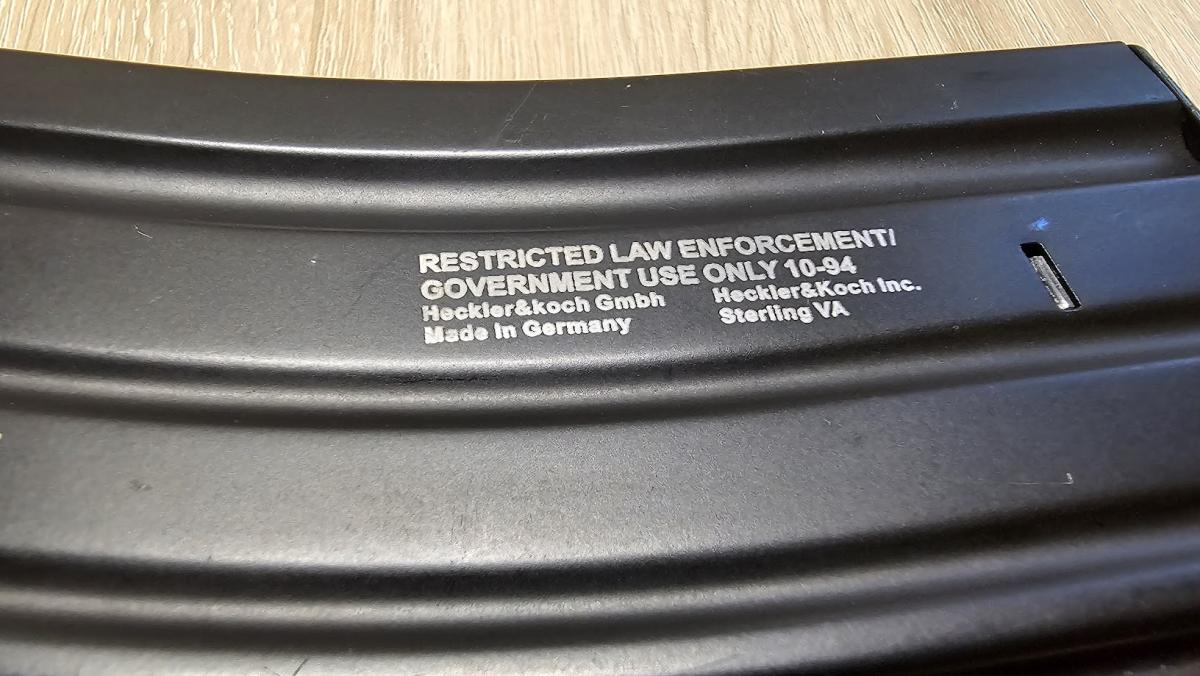 RESTRICTED LAW ENFORCEMENT/
GOVERNMENT USE ONLY 10-94
Heckler&koch Gmbh Heckler&Koch Inc.
Made in Germany Sterling VA